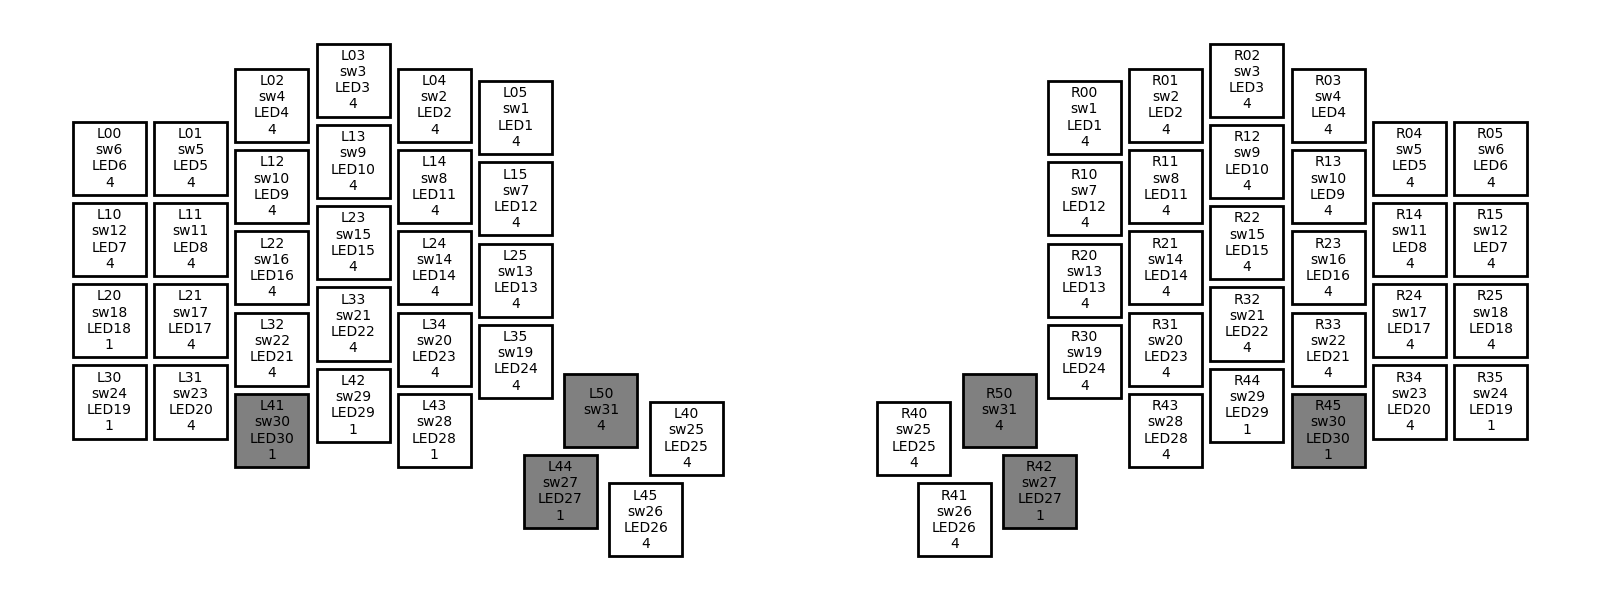 L03
sw3
LED3
4
R02
sw3
LED3
4
L02
sw4
LED4
4
L04
sw2
LED2
4
R01
sw2
LED2
4
R03
sw4
LED4
4
L05
sw1
LED1
4
R00
sw1
LED1
4
L00
sw6
LED6
4
L01
sw5
LED5
4
L13
sw9
LED10
4
R12
sw9
LED10
4
R04
sw5
LED5
4
R05
sw6
LED6
4
L12
sw10
LED9
4
L14
sw8
LED11
4
R11
sw8
LED11
4
R13
sw10
LED9
4
L15
sw7
LED12
4
R10
sw7
LED12
4
L10
sw12
LED7
4
L11
sw11
LED8
4
L23
sw15
LED15
4
R22
sw15
LED15
4
R14
sw11
LED8
4
R15
sw12
LED7
4
L22
sw16
LED16
4
L24
sw14
LED14
4
R21
sw14
LED14
4
R23
sw16
LED16
4
L25
sw13
LED13
4
R20
sw13
LED13
4
L20
sw18
LED18
1
L21
sw17
LED17
4
L33
sw21
LED22
4
R32
sw21
LED22
4
R24
sw17
LED17
4
R25
sw18
LED18
4
L32
sw22
LED21
4
L34
sw20
LED23
4
R31
sw20
LED23
4
R33
sw22
LED21
4
L35
sw19
LED24
4
R30
sw19
LED24
4
L30
sw24
LED19
1
L31
sw23
LED20
4
L42
sw29
LED29
1
R44
sw29
LED29
1
R34
sw23
LED20
4
R35
sw24
LED19
1
L50
sw31
4
R50
sw31
4
L41
sw30
LED30
1
L43
sw28
LED28
1
R43
sw28
LED28
4
R45
sw30
LED30
1
L40
sw25
LED25
4
R40
sw25
LED25
4
L44
sw27
LED27
1
R42
sw27
LED27
1
L45
sw26
LED26
4
R41
sw26
LED26
4